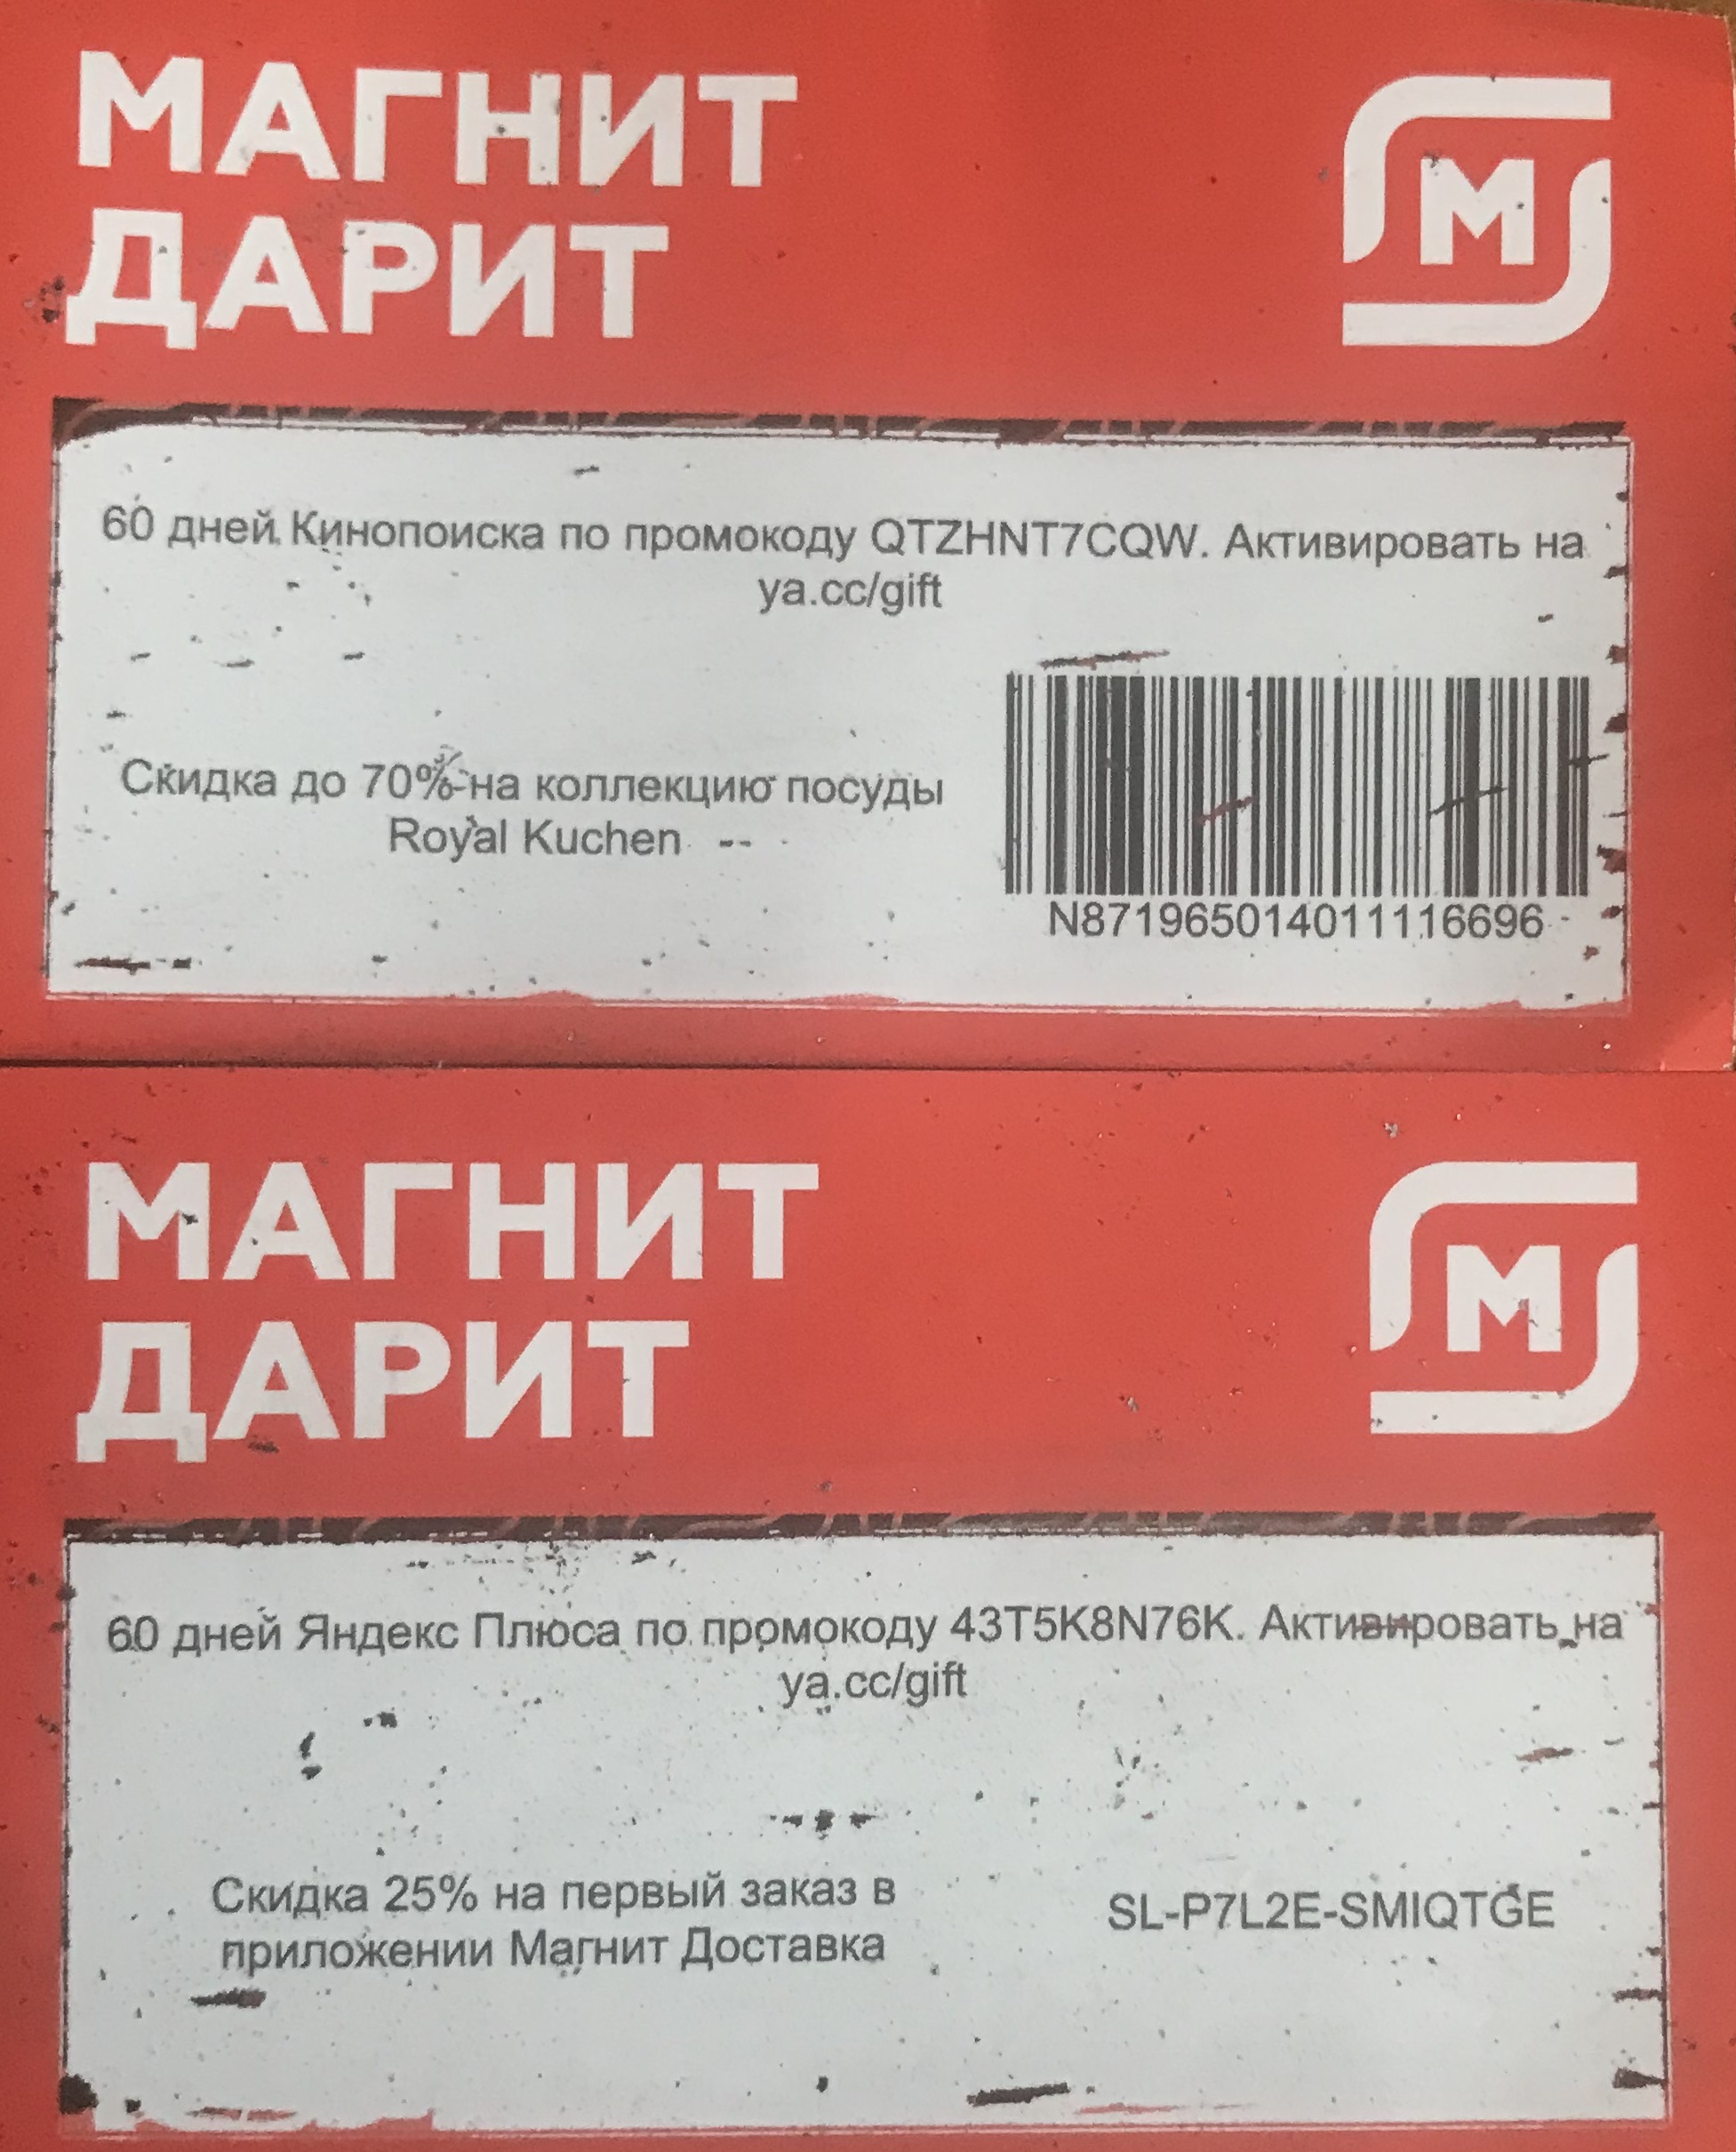 МАГНИТ
ДАРИТ
М
60 дней Кинопоиска по промокоду QTZHNT7CQW. Активировать на
ya.cc/gift
Скидка до 70% на коллекцию посуды
Royal Kuchen
N871965014011116696
МАГНИТ
ДАРИТ
М
60 дней Яндекс Плюса по промокоду 43T5K8N76K. Активировать на
ya.cc/gift
Скидка 25% на первый заказ в
приложении Магнит Доставка
SL-P7L2E-SMIQTGE